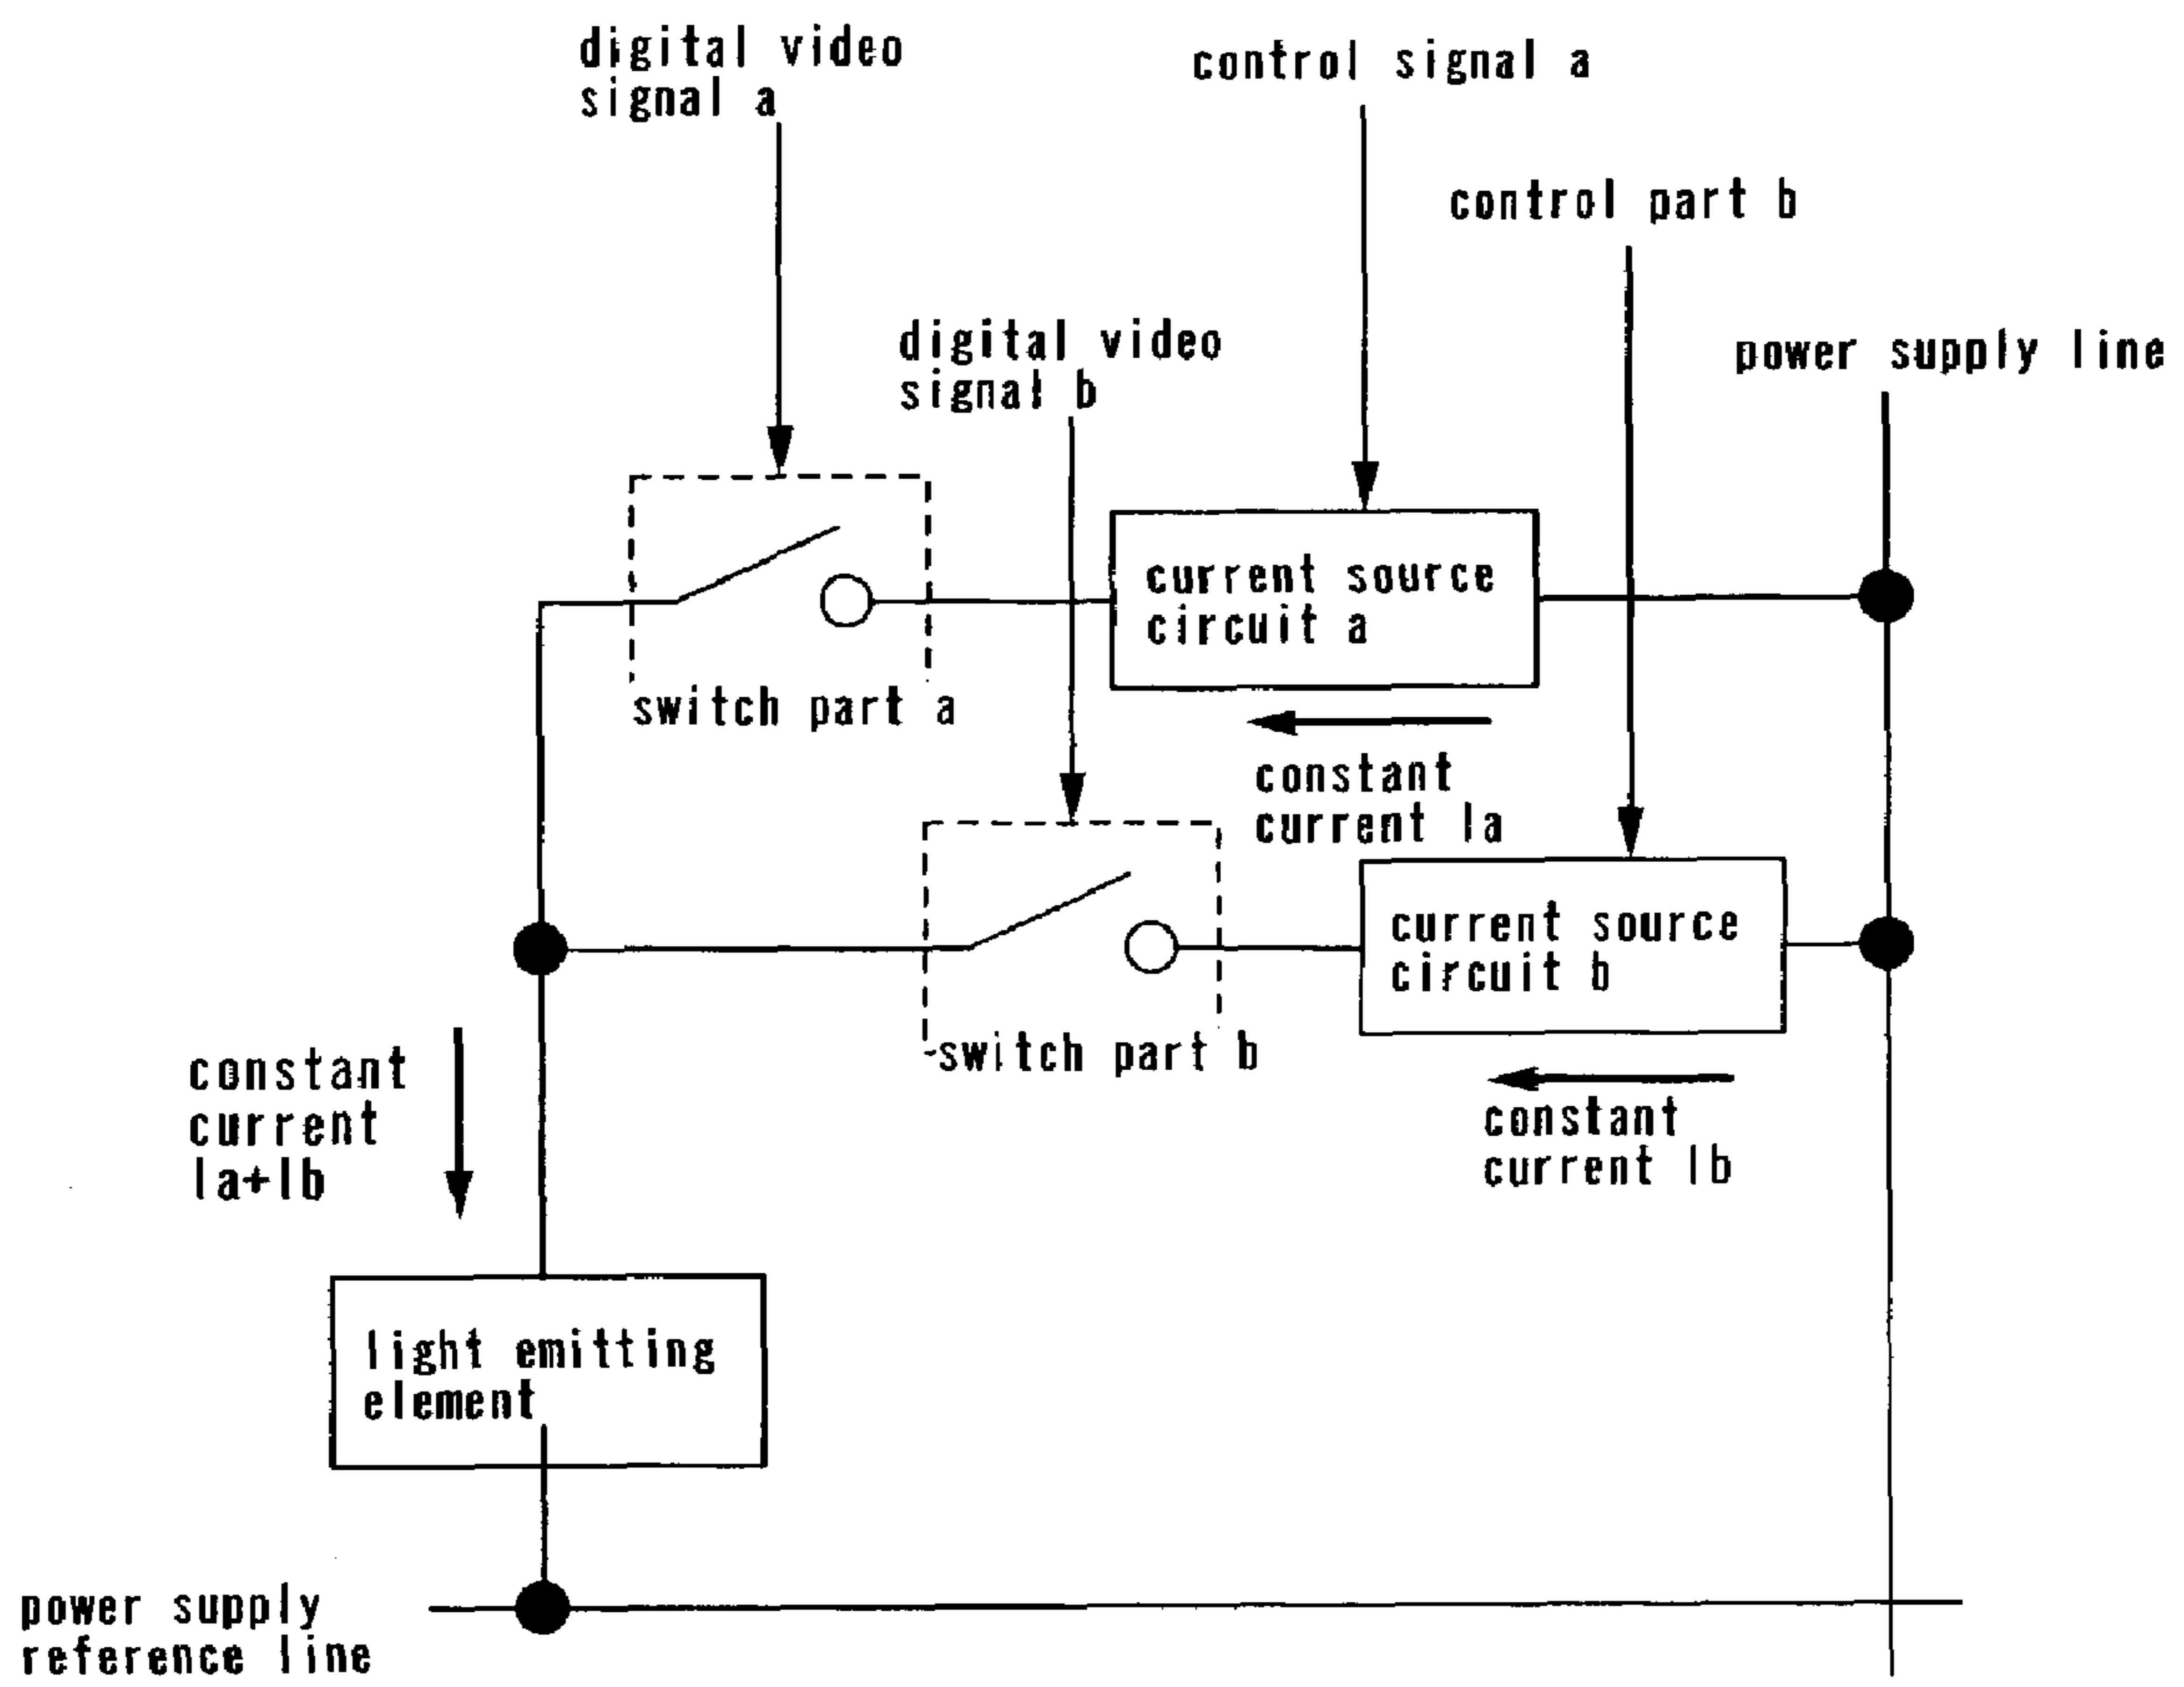 digital video
signal a
control signal a
control part b
digital video
signal b
power supply line
current source
circuit a
switch part a
constant
current Ia
current source
circuit b
switch part b
constant
current
Ia+Ib
constant
current Ib
light emitting
element
power supply
reference line